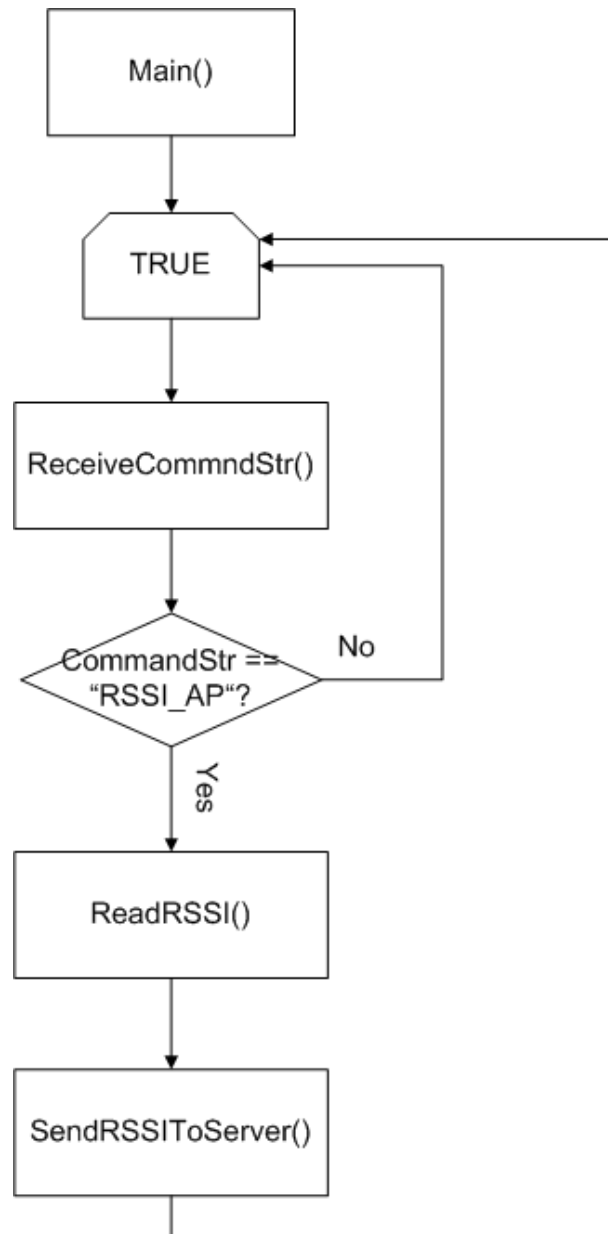 Main()
TRUE
ReceiveCommndStr()
CommandStr ==
“RSSI_AP“?
No
Yes
ReadRSSI()
SendRSSIToServer()